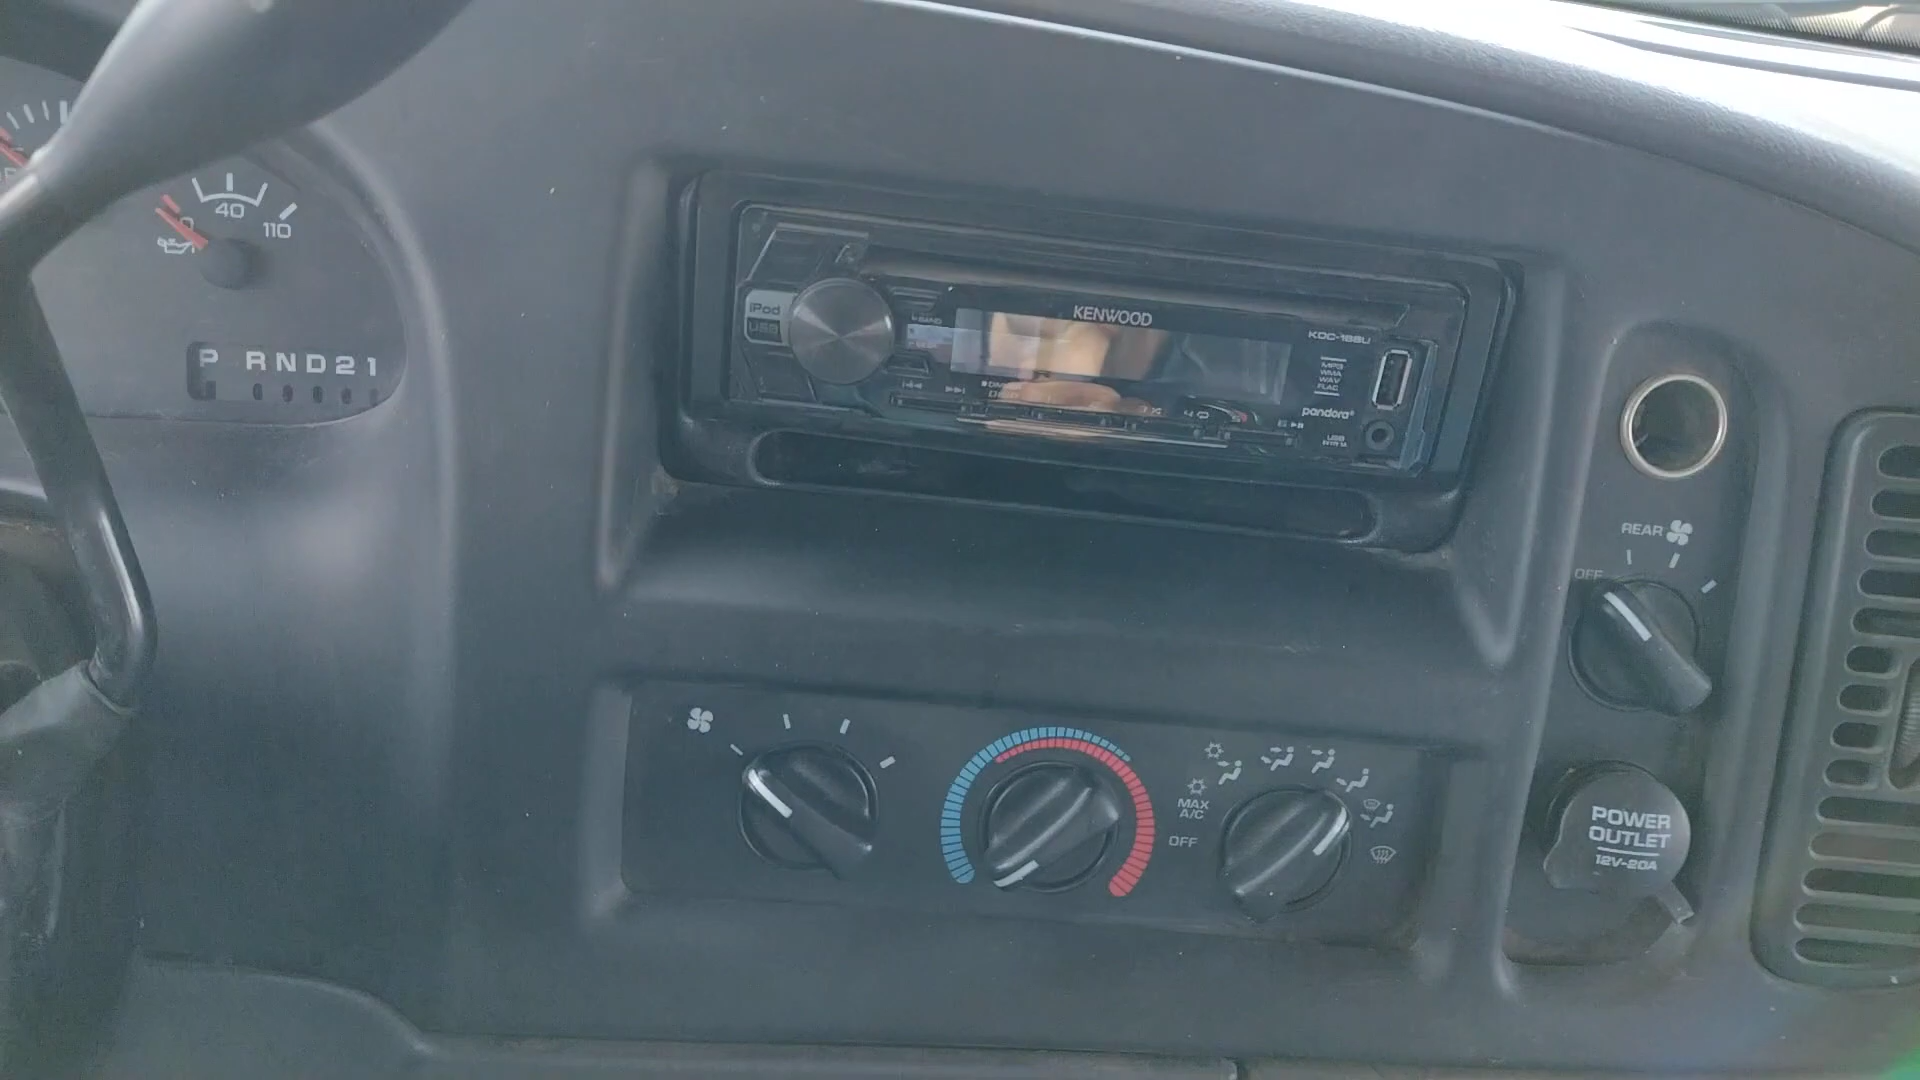 40
110
P RND21
iPod
USB
KENWOOD
KDC-168U
BAND
MP3
WMA
WAV
FLAC
pandora
USB
REAR
OFF
MAX
A/C
OFF
POWER
OUTLET
12V-20A